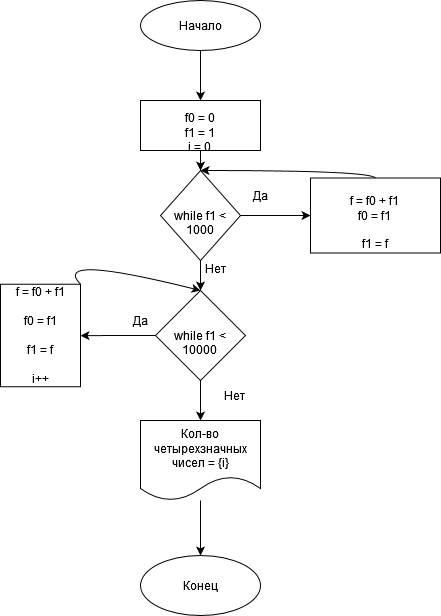 Начало
f0 = 0
f1 = 1
i = 0
while f1 <
1000
Да
f = f0 + f1
f0 = f1
f1 = f
Нет
while f1 <
10000
Да
f = f0 + f1
f0 = f1
f1 = f
i++
Нет
Кол-во
четырехзначных
чисел = {i}
Конец